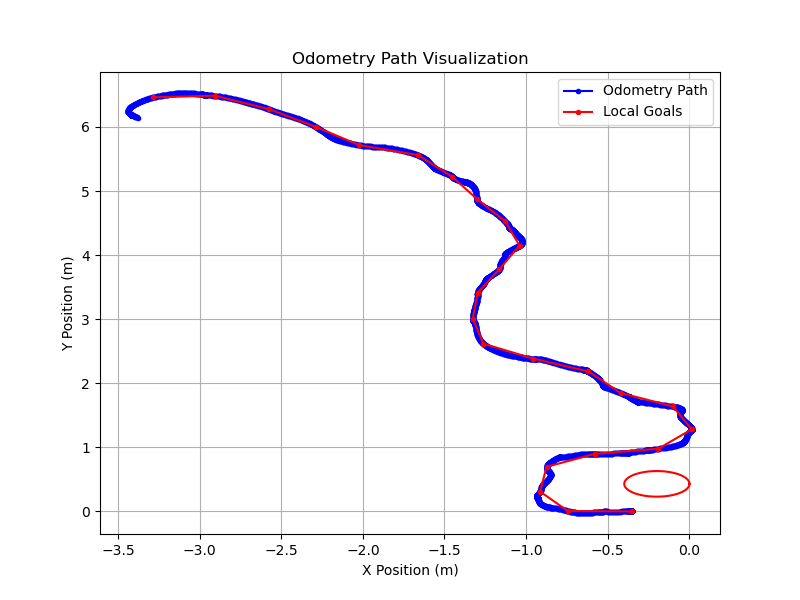 Odometry Path Visualization
Odometry Path
Local Goals
Y Position (m)
6
5
4
3
2
1
0
−3.5 −3.0 −2.5 −2.0 −1.5 −1.0 −0.5 0.0
X Position (m)